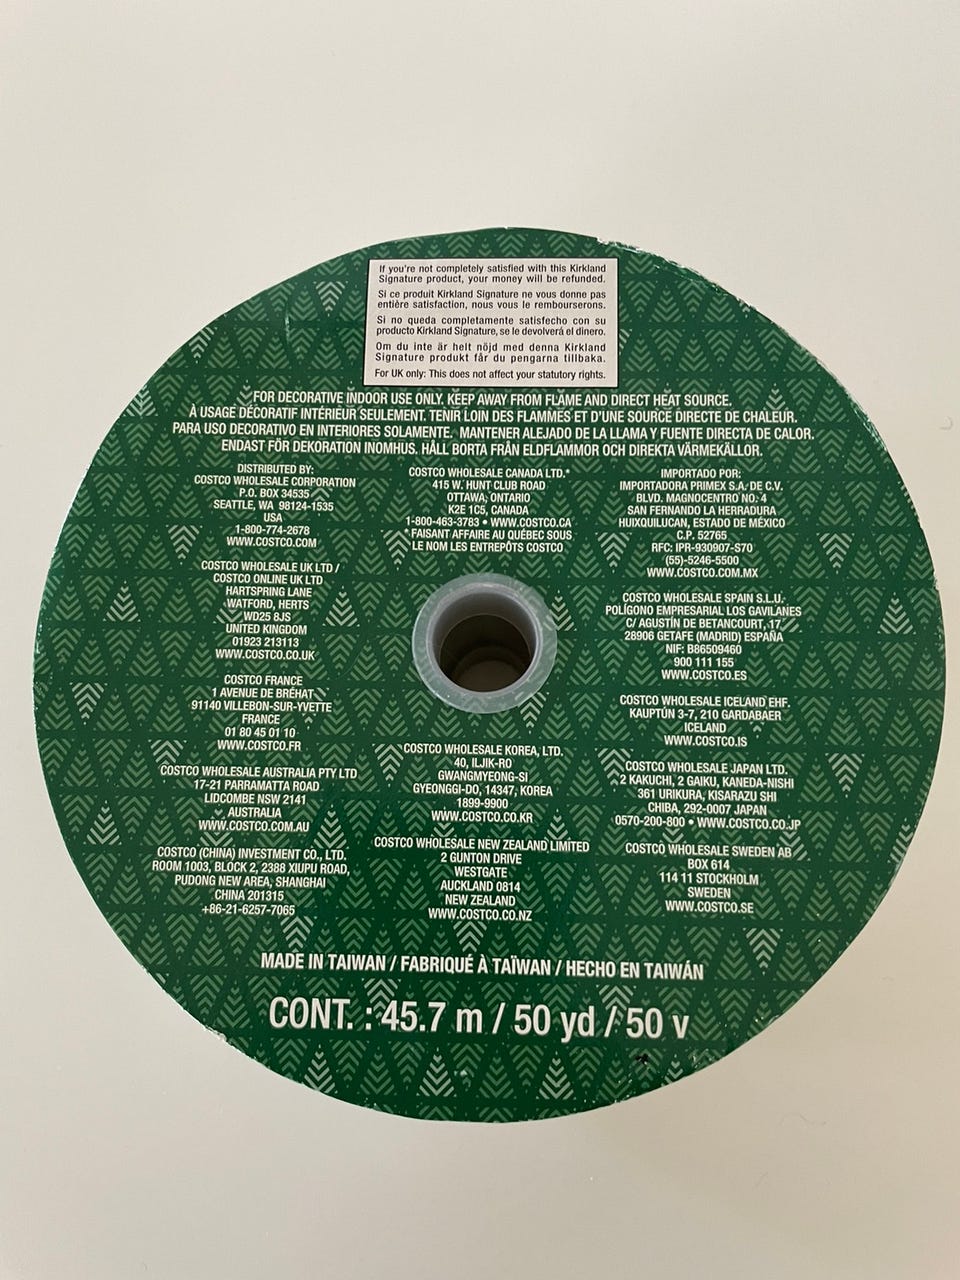 If you're not completely satisfied with this Kirkland
Signature product, your money will be refunded.
Si ce produit Kirkland Signature ne vous donne pas
entière satisfaction, nous vous le rembourserons.
Si no queda completamente satisfecho con su
producto Kirkland Signature, se le devolverá el dinero.
Om du inte är helt nöjd med denna Kirkland
Signature produkt får du pengarna tillbaka.
For UK only: This does not affect your statutory rights.
FOR DECORATIVE INDOOR USE ONLY. KEEP AWAY FROM FLAME AND DIRECT HEAT SOURCE.
À USAGE DÉCORATIF INTÉRIEUR SEULEMENT. TENIR LOIN DES FLAMMES ET D'UNE SOURCE DIRECTE DE CHALEUR.
PARA USO DECORATIVO EN INTERIORES SOLAMENTE. MANTENER ALEJADO DE LA LLAMA Y FUENTE DIRECTA DE CALOR.
ENDAST FÖR DEKORATION INOMHUS. HÅLL BORTA FRÅN ELDFLAMMOR OCH DIREKTA VÄRMEKÄLLOR.
DISTRIBUTED BY:
COSTCO WHOLESALE CORPORATION
P.O. BOX 34535
SEATTLE, WA 98124-1535
USA
1-800-774-2678
WWW.COSTCO.COM
COSTCO WHOLESALE UK LTD /
COSTCO ONLINE UK LTD
HARTSPRING LANE
WATFORD, HERTS
WD25 8JS
UNITED KINGDOM
01923 213113
WWW.COSTCO.CO.UK
COSTCO FRANCE
1 AVENUE DE BRÉHAT
91140 VILLEBON-SUR-YVETTE
FRANCE
01 80 45 01 10
WWW.COSTCO.FR
COSTCO WHOLESALE AUSTRALIA PTY LTD
17-21 PARRAMATTA ROAD
LIDCOMBE NSW 2141
AUSTRALIA
WWW.COSTCO.COM.AU
COSTCO (CHINA) INVESTMENT CO., LTD.
ROOM 1003, BLOCK 2, 2388 XIUPU ROAD,
PUDONG NEW AREA, SHANGHAI
CHINA 201315
+86-21-6257-7065
COSTCO WHOLESALE CANADA LTD.*
415 W. HUNT CLUB ROAD
OTTAWA, ONTARIO
K2E 1C5, CANADA
1-800-463-3783 • WWW.COSTCO.CA
* FAISANT AFFAIRE AU QUÉBEC SOUS
LE NOM LES ENTREPÔTS COSTCO
COSTCO WHOLESALE KOREA, LTD.
40, ILJIK-RO
GWANGMYEONG-SI
GYEONGGI-DO, 14347, KOREA
1899-9900
WWW.COSTCO.CO.KR
COSTCO WHOLESALE NEW ZEALAND LIMITED
2 GUNTON DRIVE
WESTGATE
AUCKLAND 0814
NEW ZEALAND
WWW.COSTCO.CO.NZ
IMPORTADO POR:
IMPORTADORA PRIMEX S.A. DE C.V.
BLVD. MAGNOCENTRO NO. 4
SAN FERNANDO LA HERRADURA
HUIXQUILUCAN, ESTADO DE MÉXICO
C.P. 52765
RFC: IPR-930907-S70
(55)-5246-5500
WWW.COSTCO.COM.MX
COSTCO WHOLESALE SPAIN S.L.U.
POLÍGONO EMPRESARIAL LOS GAVILANES
C/ AGUSTÍN DE BETANCOURT, 17
28906 GETAFE (MADRID) ESPAÑA
NIF: B86509460
900 111 155
WWW.COSTCO.ES
COSTCO WHOLESALE ICELAND EHF.
KAUPTÚN 3-7, 210 GARDABAER
ICELAND
WWW.COSTCO.IS
COSTCO WHOLESALE JAPAN LTD.
2 KAKUCHI, 2 GAIKU, KANEDA-NISHI
361 URIKURA, KISARAZU SHI
CHIBA, 292-0007 JAPAN
0570-200-800 • WWW.COSTCO.CO.JP
COSTCO WHOLESALE SWEDEN AB
BOX 614
114 11 STOCKHOLM
SWEDEN
WWW.COSTCO.SE
MADE IN TAIWAN / FABRIQUÉ À TAÏWAN / HECHO EN TAIWÁN
CONT. : 45.7 m / 50 yd / 50 v